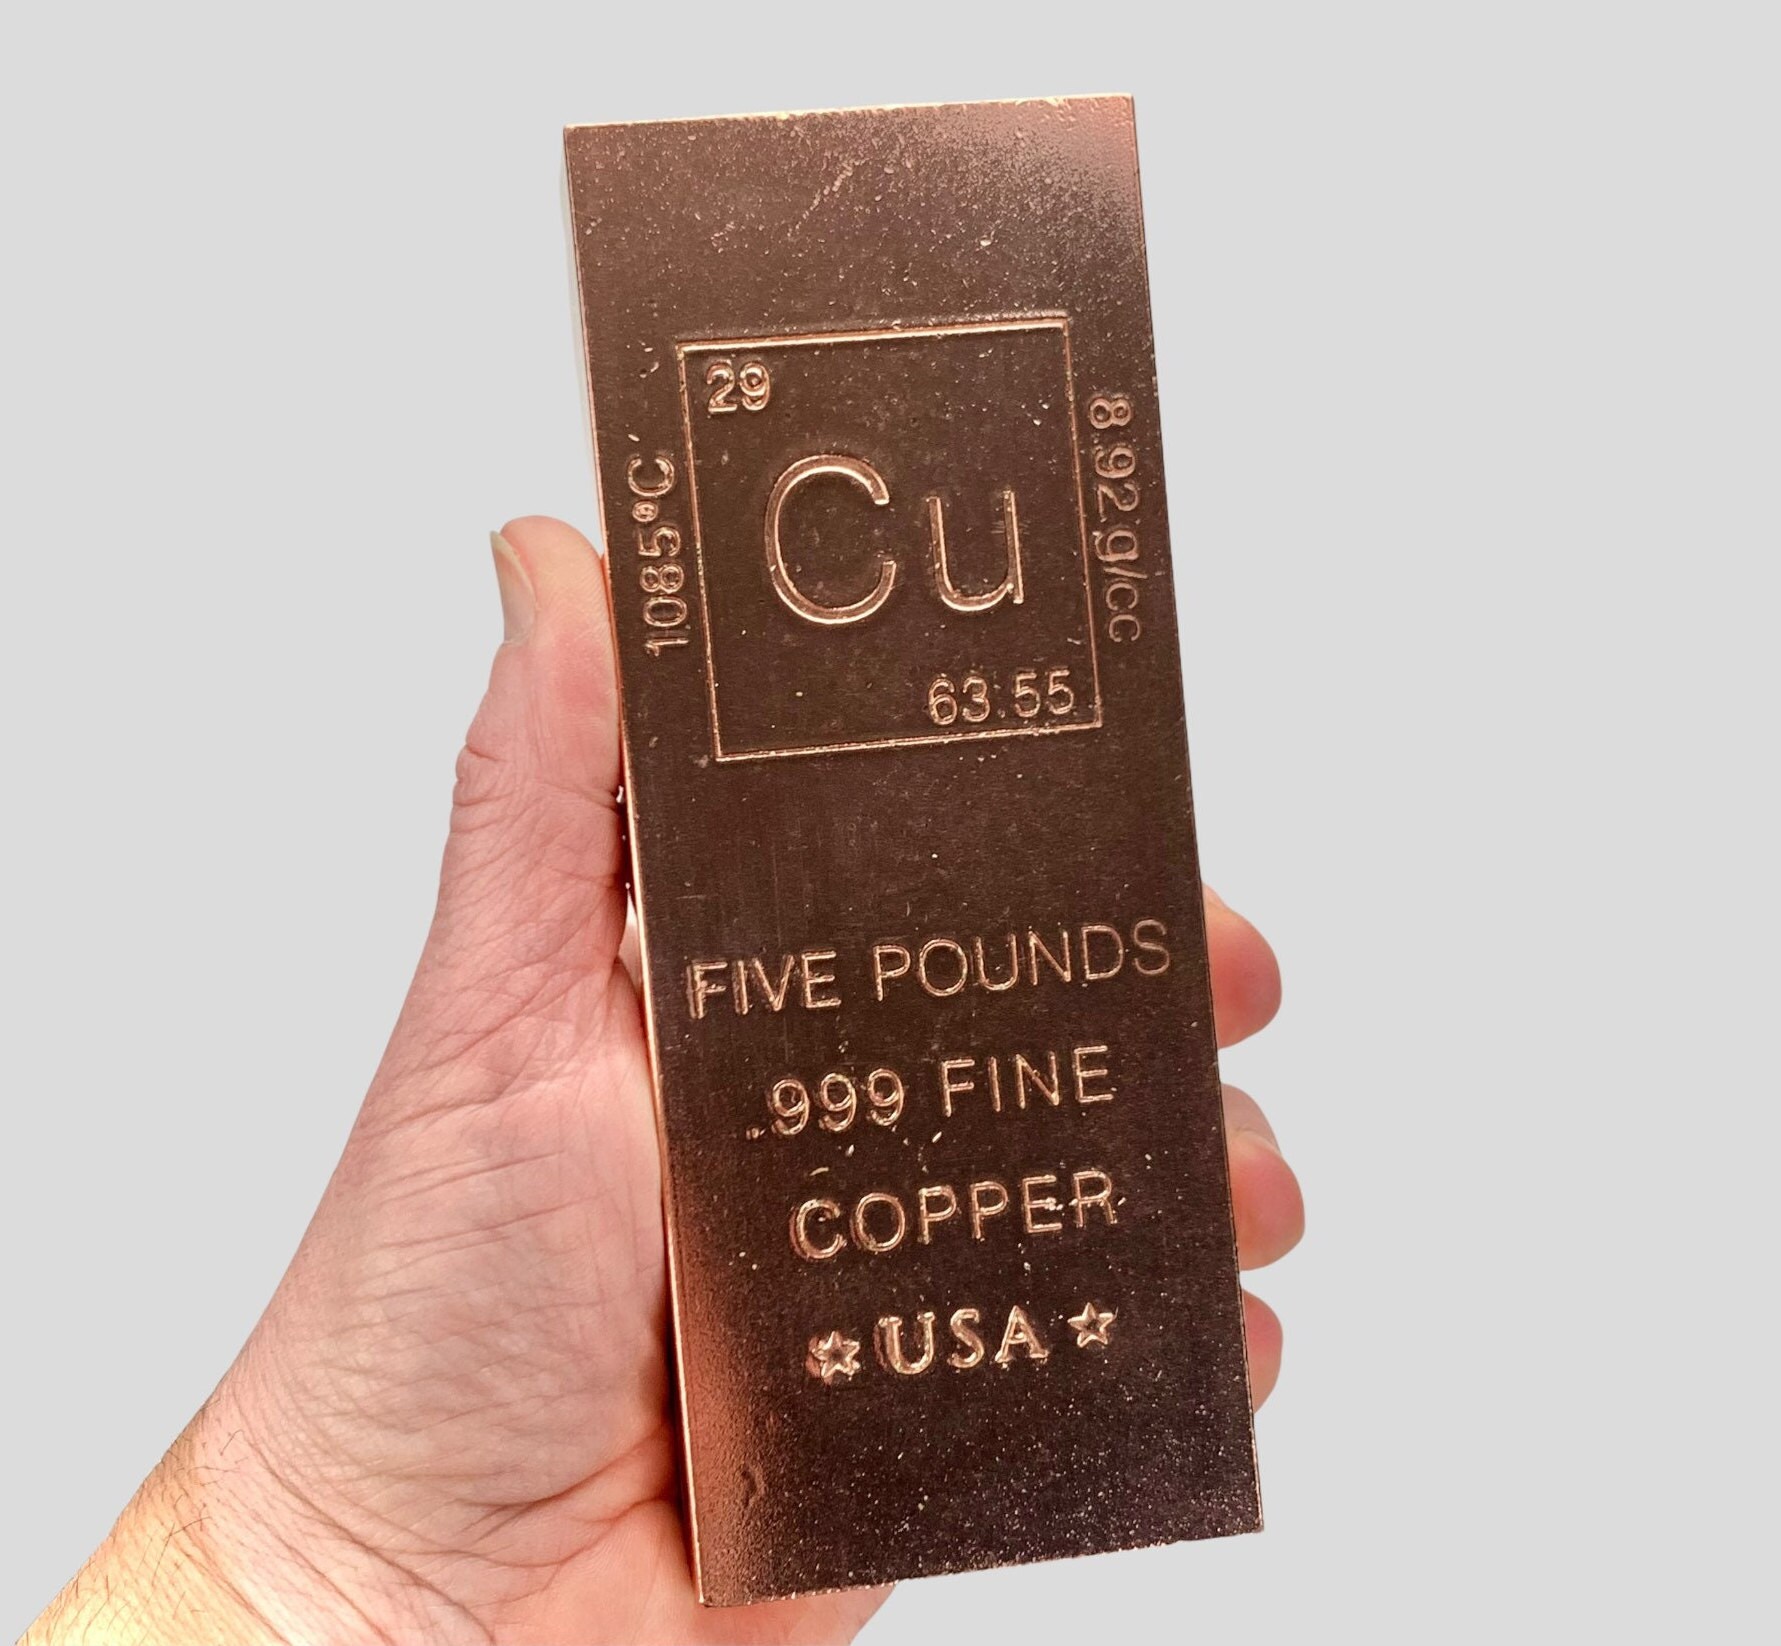 29
Cu
63.55
1085°C
8.92g/cc
FIVE POUNDS
.999 FINE
COPPER
☆ USA ☆